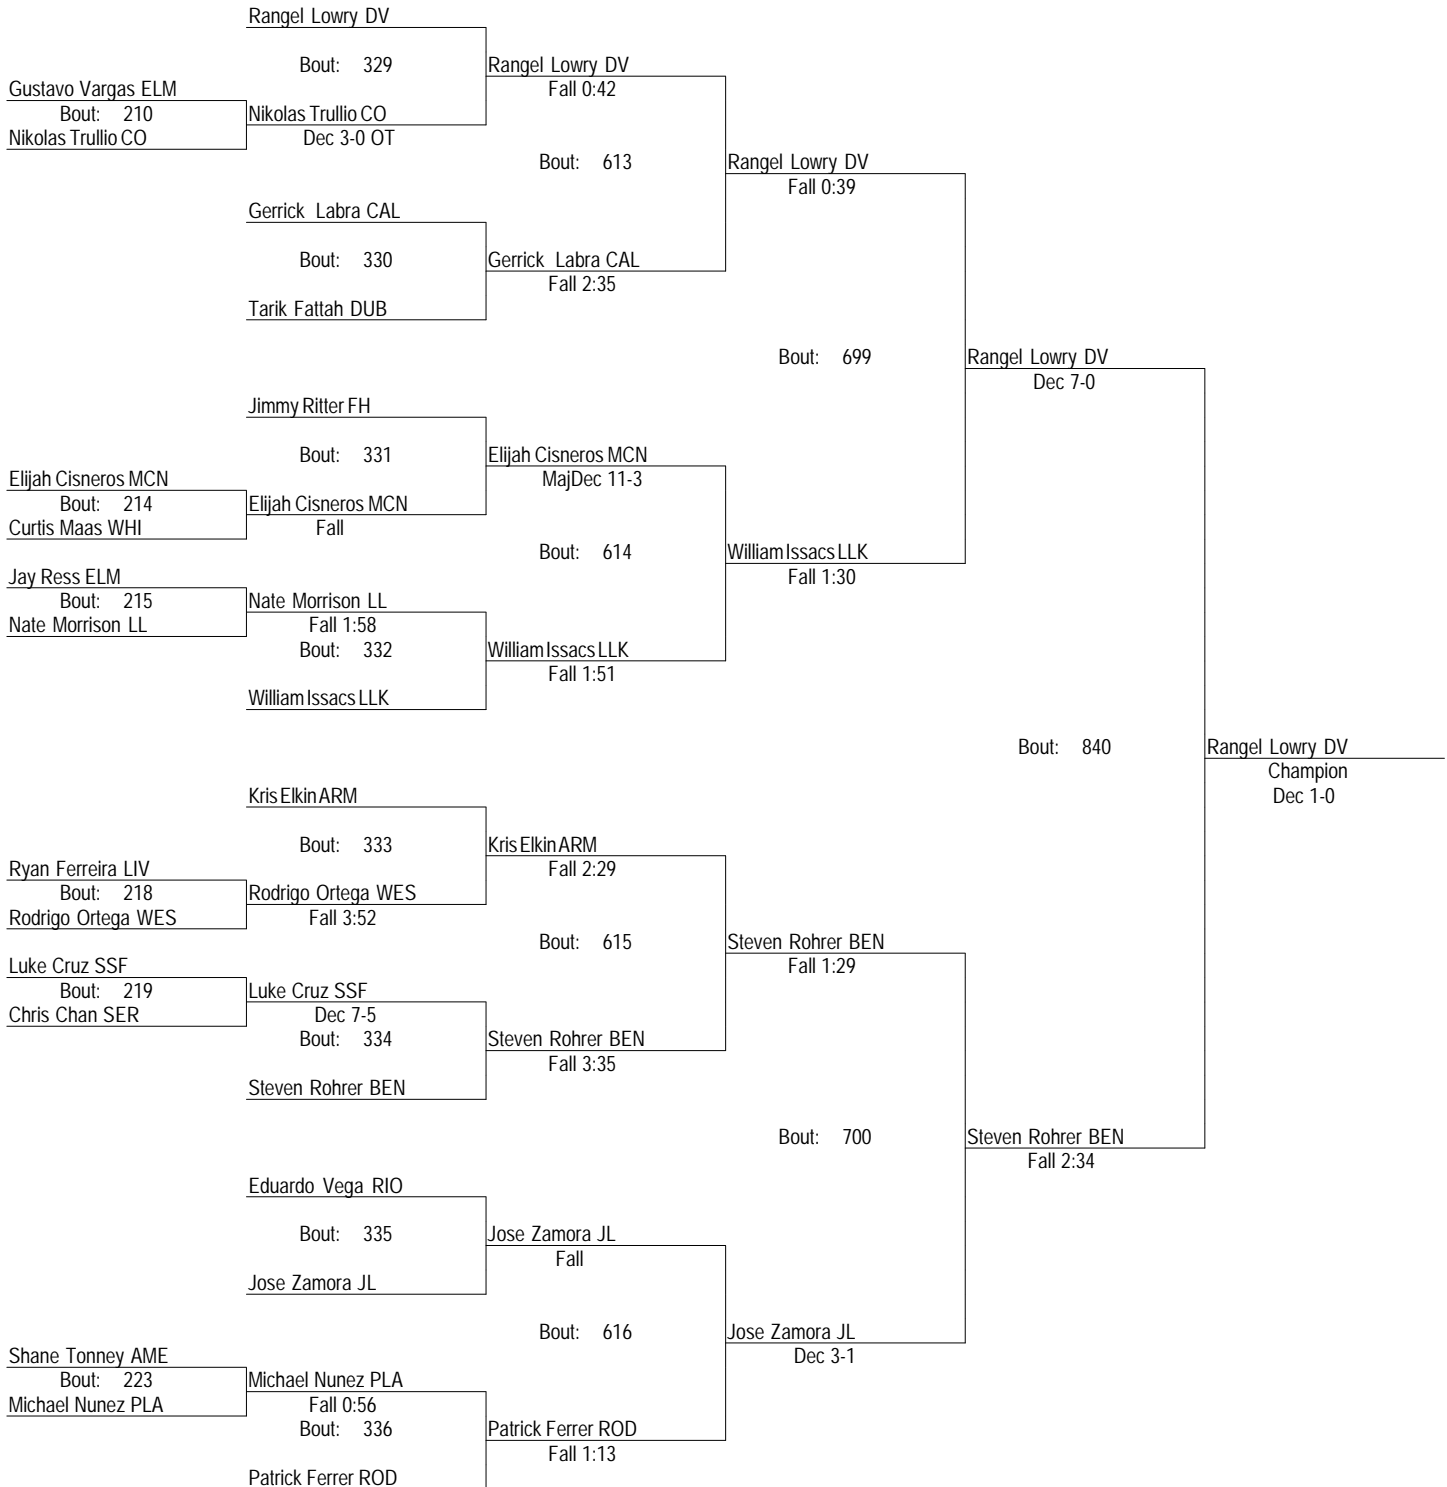 Rangel Lowry DV
Bout: 329
Rangel Lowry DV
Fall 0:42
Gustavo Vargas ELM
Bout: 210
Nikolas Trullio CO
Nikolas Trullio CO
Dec 3-0 OT
Bout: 613
Rangel Lowry DV
Fall 0:39
Gerrick Labra CAL
Bout: 330
Gerrick Labra CAL
Fall 2:35
Tarik Fattah DUB
Bout: 699
Rangel Lowry DV
Dec 7-0
Jimmy Ritter FH
Bout: 331
Elijah Cisneros MCN
MajDec 11-3
Elijah Cisneros MCN
Bout: 214
Curtis Maas WHI
Elijah Cisneros MCN
Fall
Bout: 614
William Issacs LLK
Fall 1:30
Jay Ress ELM
Bout: 215
Nate Morrison LL
Nate Morrison LL
Fall 1:58
Bout: 332
William Issacs LLK
Fall 1:51
William Issacs LLK
Bout: 840
Rangel Lowry DV
Champion
Dec 1-0
Kris Elkin ARM
Bout: 333
Kris Elkin ARM
Fall 2:29
Ryan Ferreira LIV
Bout: 218
Rodrigo Ortega WES
Rodrigo Ortega WES
Fall 3:52
Bout: 615
Steven Rohrer BEN
Fall 1:29
Luke Cruz SSF
Bout: 219
Chris Chan SER
Luke Cruz SSF
Dec 7-5
Bout: 334
Steven Rohrer BEN
Fall 3:35
Steven Rohrer BEN
Bout: 700
Steven Rohrer BEN
Fall 2:34
Eduardo Vega RIO
Bout: 335
Jose Zamora JL
Fall
Jose Zamora JL
Bout: 616
Jose Zamora JL
Dec 3-1
Shane Tonney AME
Bout: 223
Michael Nunez PLA
Michael Nunez PLA
Fall 0:56
Bout: 336
Patrick Ferrer ROD
Fall 1:13
Patrick Ferrer ROD